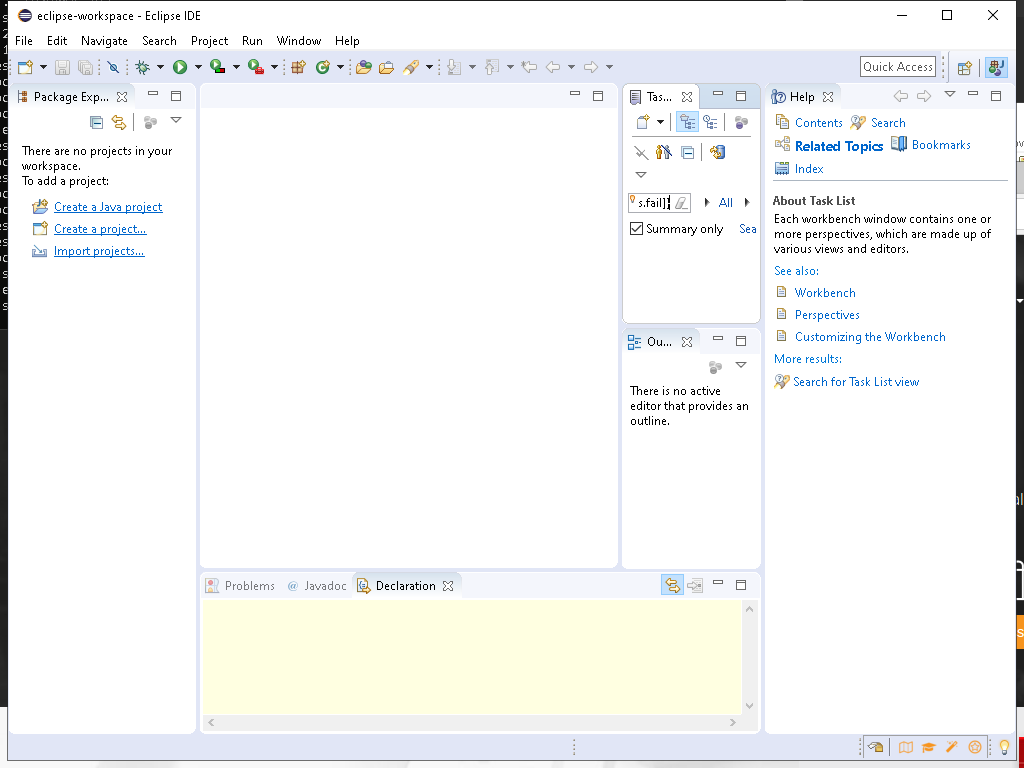 eclipse-workspace - Eclipse IDE
File Edit Navigate Search Project Run Window Help
Quick Access
Package Exp...
There are no projects in your
workspace.
To add a project:
Create a Java project
Create a project...
Import projects...
Tas...
s.fail]]
All
Summary only Sea
Ou...
There is no active
editor that provides an
outline.
Help
Contents Search
Related Topics Bookmarks
Index
About Task List
Each workbench window contains one or
more perspectives, which are made up of
various views and editors.
See also:
Workbench
Perspectives
Customizing the Workbench
More results:
Search for Task List view
Problems @ Javadoc Declaration